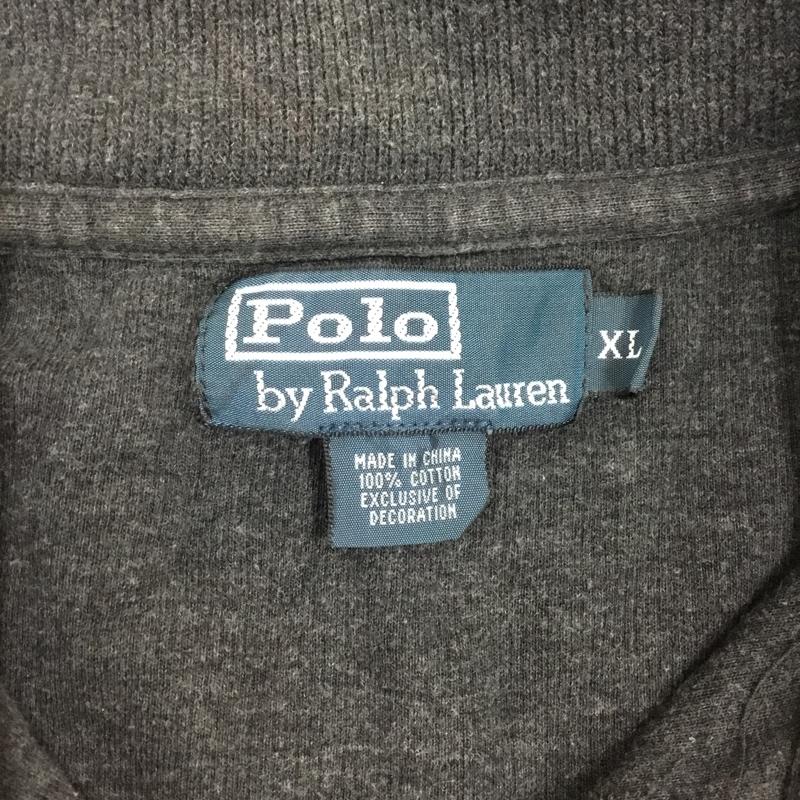 Polo
by Ralph Lauren
XL
MADE IN CHINA
100% COTTON
EXCLUSIVE OF
DECORATION